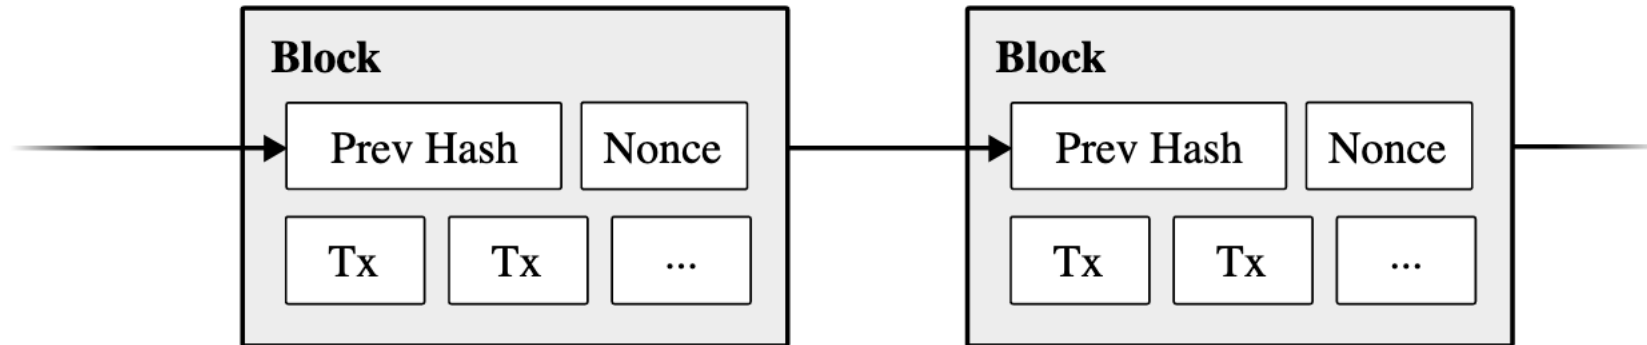 Block Block
Prev Hash Nonce Prev Hash Nonce
Tx Tx ... Tx Tx ...